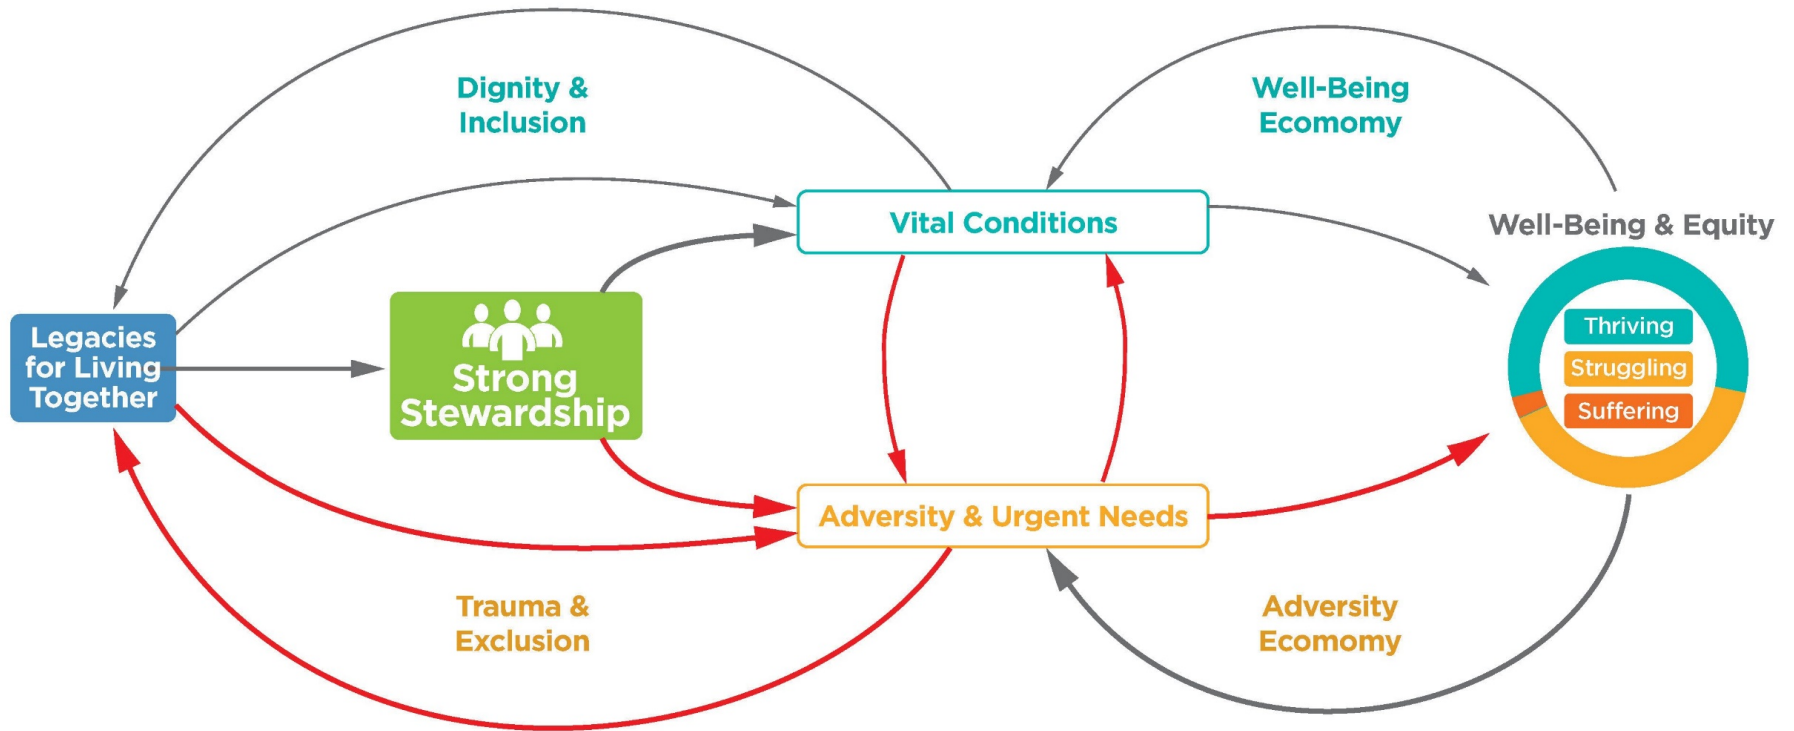 Dignity &
Inclusion
Well-Being
Ecomomy
Vital Conditions
Well-Being & Equity
Legacies
for Living
Together
Strong
Stewardship
Thriving
Struggling
Suffering
Adversity & Urgent Needs
Trauma &
Exclusion
Adversity
Ecomomy